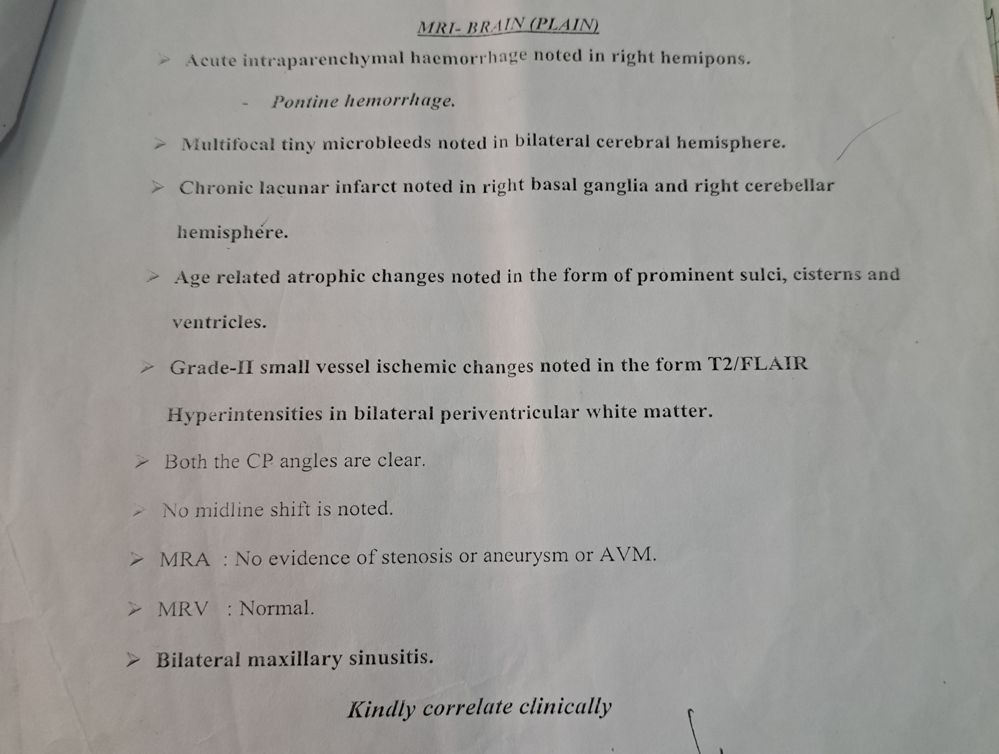 MRI- BRAIN (PLAIN)
➢ Acute intraparenchymal haemorrhage noted in right hemipons.
- Pontine hemorrhage.
➢ Multifocal tiny microbleeds noted in bilateral cerebral hemisphere.
➢ Chronic lacunar infarct noted in right basal ganglia and right cerebellar
hemisphere.
➢ Age related atrophic changes noted in the form of prominent sulci, cisterns and
ventricles.
➢ Grade-II small vessel ischemic changes noted in the form T2/FLAIR
Hyperintensities in bilateral periventricular white matter.
➢ Both the CP angles are clear.
➢ No midline shift is noted.
➢ MRA : No evidence of stenosis or aneurysm or AVM.
➢ MRV : Normal.
➢ Bilateral maxillary sinusitis.
Kindly correlate clinically